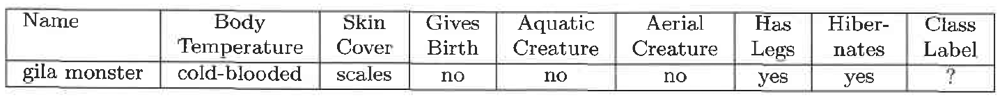 Name Body Skin Gives Aquatic Aerial Has Hiber- Class
Temperature Cover Birth Creature Creature Legs nates Label
gila monster cold-blooded scales no no no yes yes ?